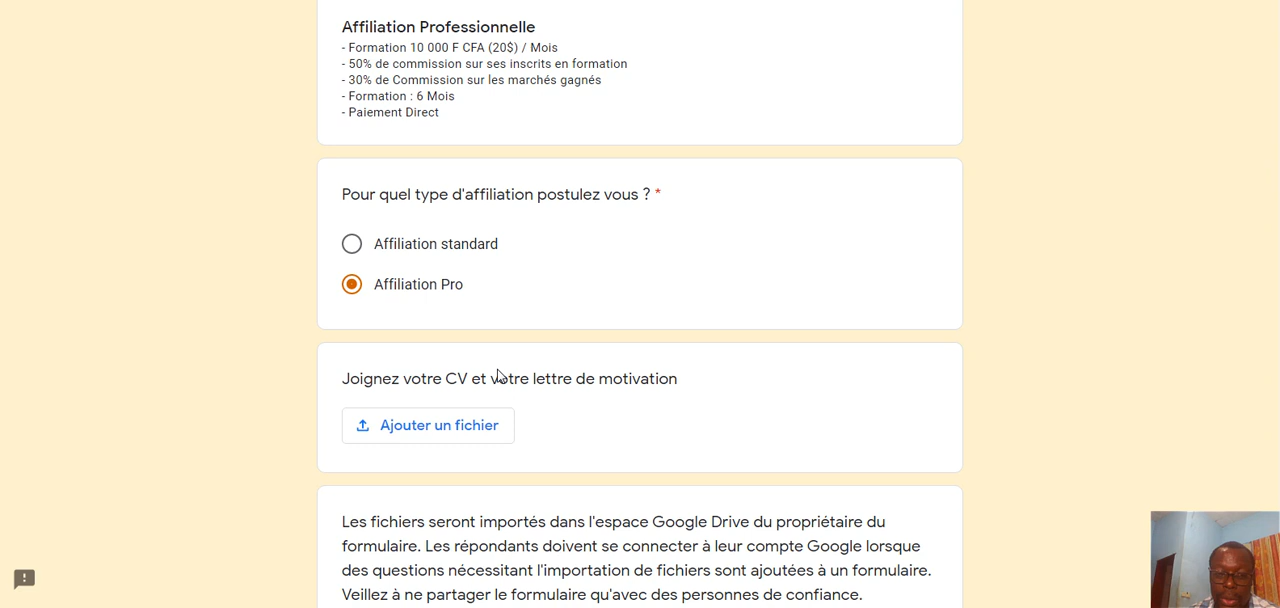 Affiliation Professionnelle
- Formation 10 000 F CFA (20$) / Mois
- 50% de commission sur ses inscrits en formation
- 30% de Commission sur les marchés gagnés
- Formation : 6 Mois
- Paiement Direct
Pour quel type d'affiliation postulez vous ? *
Affiliation standard
Affiliation Pro
Joignez votre CV et votre lettre de motivation
Ajouter un fichier
Les fichiers seront importés dans l'espace Google Drive du propriétaire du
formulaire. Les répondants doivent se connecter à leur compte Google lorsque
des questions nécessitant l'importation de fichiers sont ajoutées à un formulaire.
Veillez à ne partager le formulaire qu'avec des personnes de confiance.